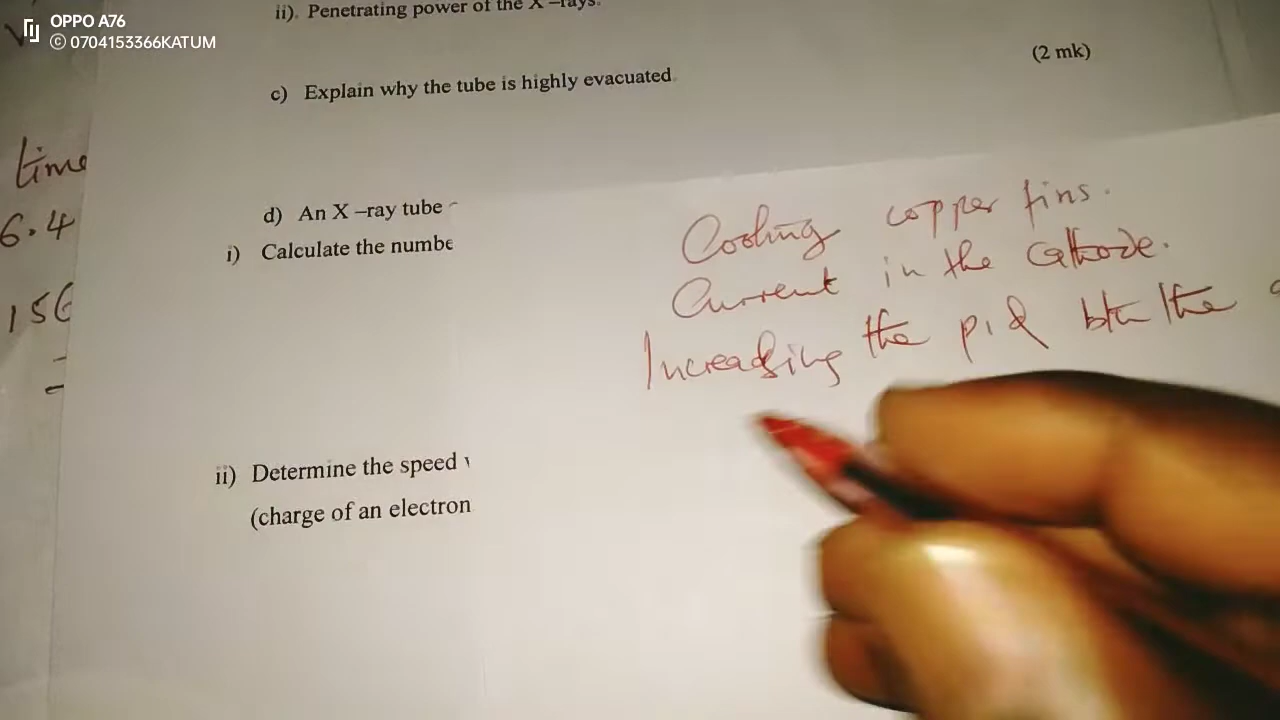 OPPO A76
© 0704153366KATUM
ii). Penetrating power of the X –rays.
(2 mk)
c) Explain why the tube is highly evacuated.
time
6.4
d) An X –ray tube
i) Calculate the numbe
Cooling copper fins.
Current in the Cathode.
Increasing the p.d btn the
ii) Determine the speed
(charge of an electron